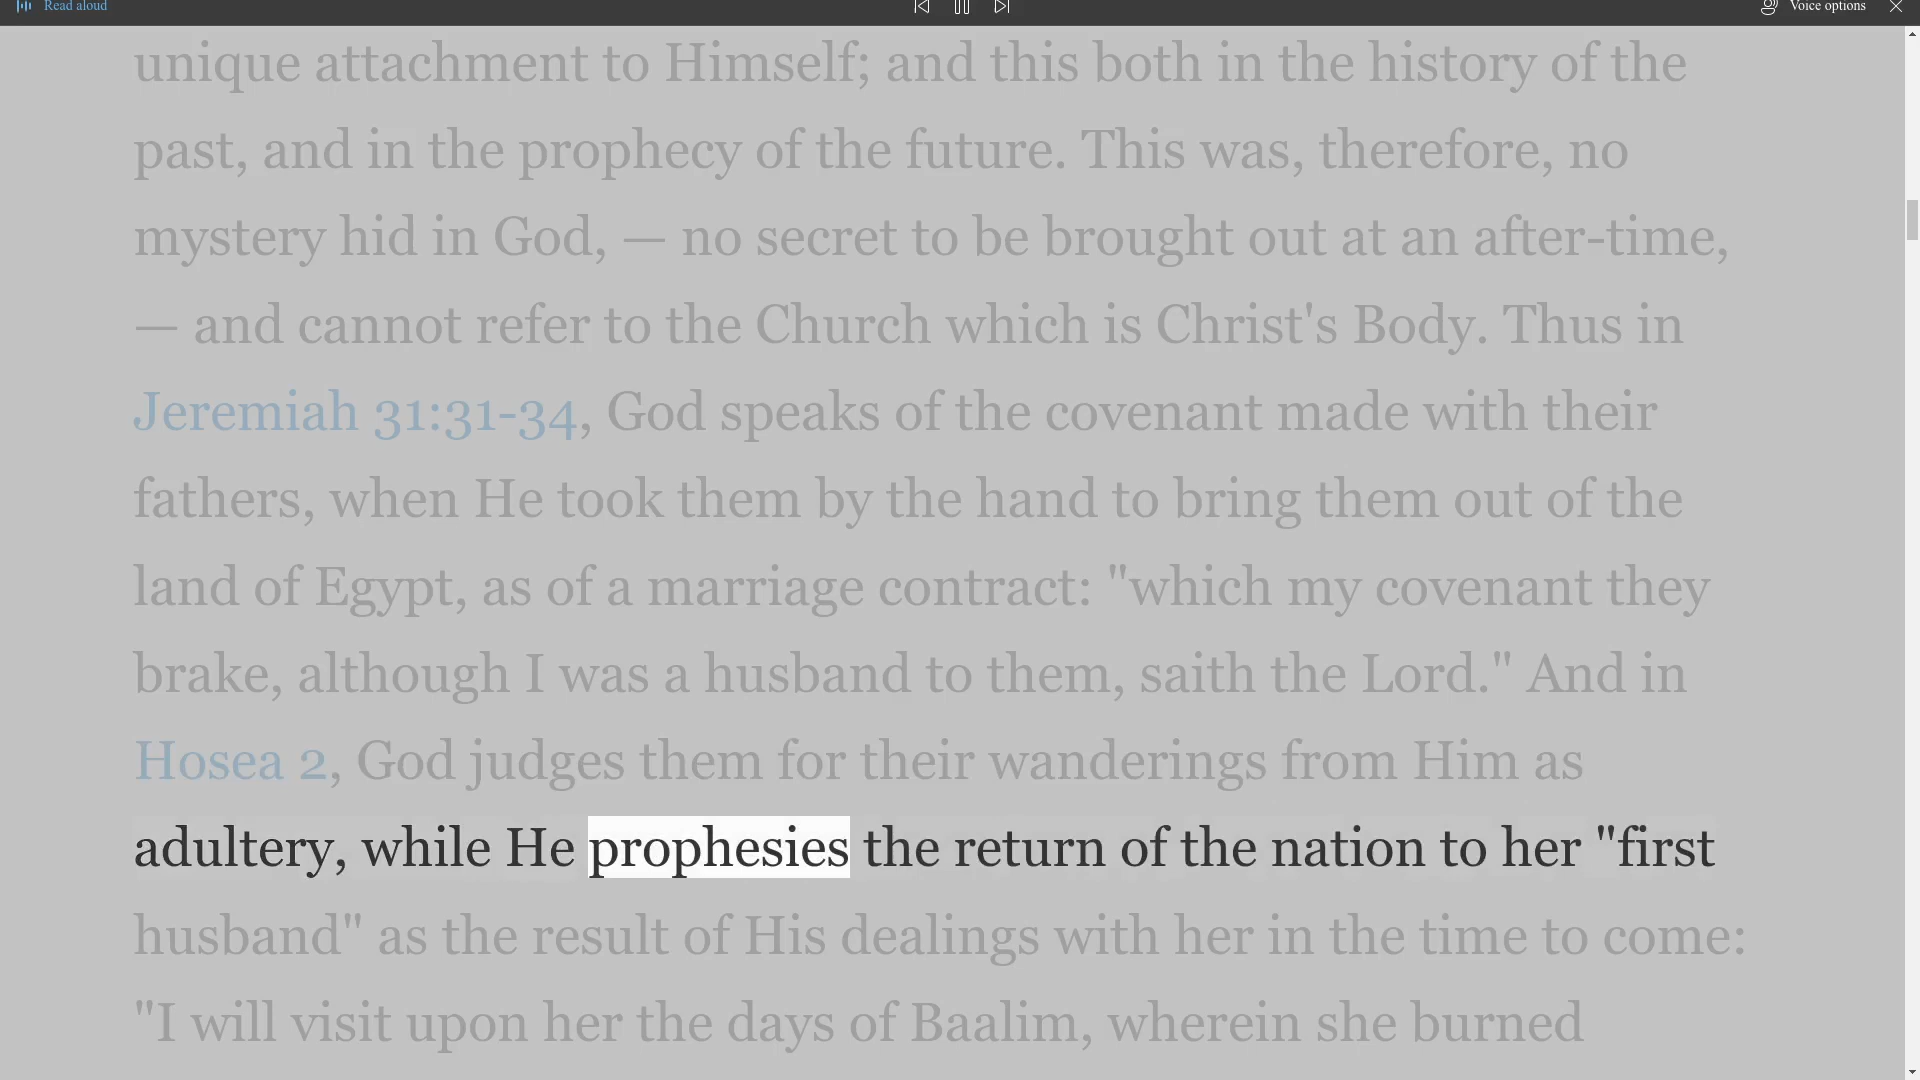 Read aloud
Voice options
unique attachment to Himself; and this both in the history of the
past, and in the prophecy of the future. This was, therefore, no
mystery hid in God, — no secret to be brought out at an after-time,
— and cannot refer to the Church which is Christ's Body. Thus in
Jeremiah 31:31-34, God speaks of the covenant made with their
fathers, when He took them by the hand to bring them out of the
land of Egypt, as of a marriage contract: "which my covenant they
brake, although I was a husband to them, saith the Lord." And in
Hosea 2, God judges them for their wanderings from Him as
adultery, while He prophesies the return of the nation to her "first
husband" as the result of His dealings with her in the time to come:
"I will visit upon her the days of Baalim, wherein she burned